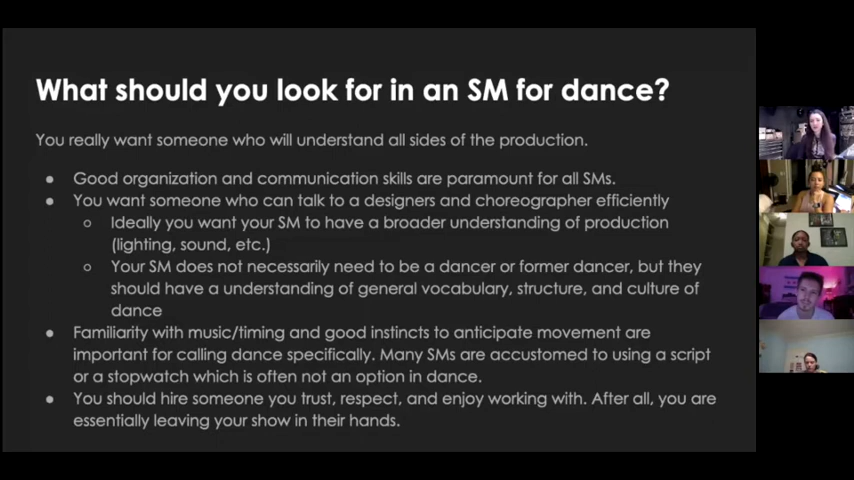 What should you look for in an SM for dance?
You really want someone who will understand all sides of the production.
● Good organization and communication skills are paramount for all SMs.
● You want someone who can talk to a designers and choreographer efficiently
○ Ideally you want your SM to have a broader understanding of production
(lighting, sound, etc.)
○ Your SM does not necessarily need to be a dancer or former dancer, but they
should have a understanding of general vocabulary, structure, and culture of
dance
● Familiarity with music/timing and good instincts to anticipate movement are
important for calling dance specifically. Many SMs are accustomed to using a script
or a stopwatch which is often not an option in dance.
● You should hire someone you trust, respect, and enjoy working with. After all, you are
essentially leaving your show in their hands.